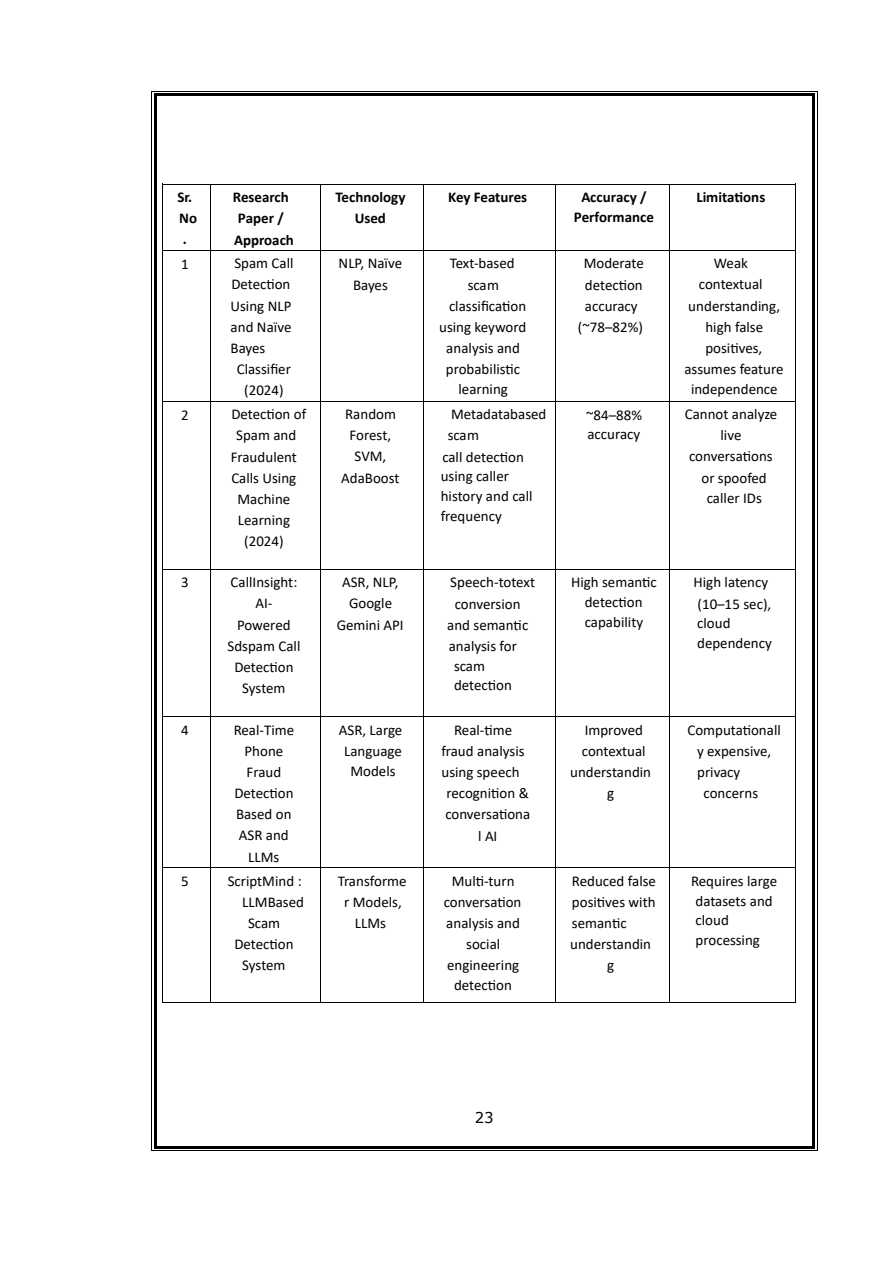 Sr. No .
Research Paper / Approach
Technology Used
Key Features
Accuracy / Performance
Limitations
1
Spam Call
Detection
Using NLP
and Naïve
Bayes
Classifier
(2024)
NLP, Naïve
Bayes
Text-based
scam
classification
using keyword
analysis and
probabilistic
learning
Moderate
detection
accuracy
(~78–82%)
Weak
contextual
understanding,
high false
positives,
assumes feature
independence
2
Detection of
Spam and
Fraudulent
Calls Using
Machine
Learning
(2024)
Random
Forest,
SVM,
AdaBoost
Metadatabased
scam
call detection
using caller
history and call
frequency
~84–88%
accuracy
Cannot analyze
live
conversations
or spoofed
caller IDs
3
CallInsight:
AI-
Powered
Sdspam Call
Detection
System
ASR, NLP,
Google
Gemini API
Speech-totext
conversion
and semantic
analysis for
scam
detection
High semantic
detection
capability
High latency
(10–15 sec),
cloud
dependency
4
Real-Time
Phone
Fraud
Detection
Based on
ASR and
LLMs
ASR, Large
Language
Models
Real-time
fraud analysis
using speech
recognition &
conversationa
l AI
Improved
contextual
understandin
g
Computationall
y expensive,
privacy
concerns
5
ScriptMind :
LLMBased
Scam
Detection
System
Transforme
r Models,
LLMs
Multi-turn
conversation
analysis and
social
engineering
detection
Reduced false
positives with
semantic
understandin
g
Requires large
datasets and
cloud
processing
23